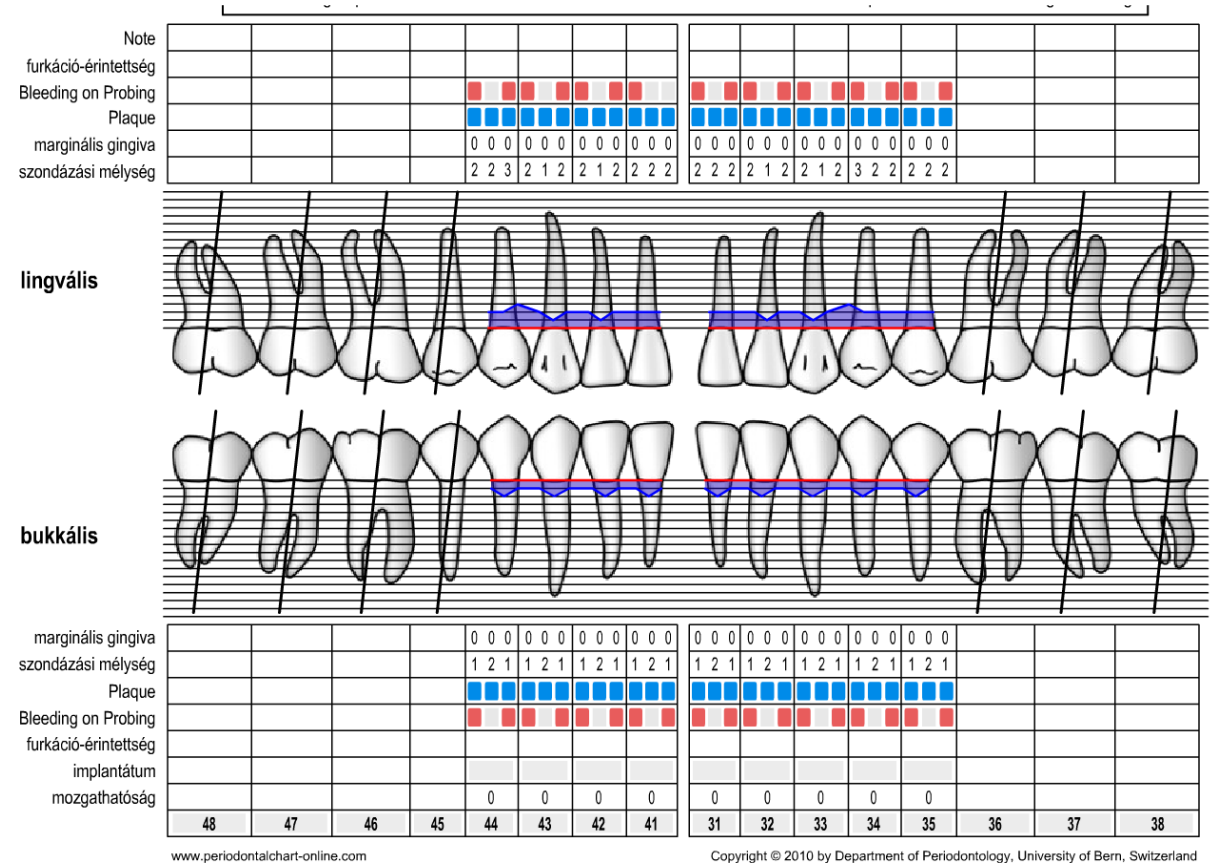 Note
furkáció-érintettség
Bleeding on Probing
Plaque
marginális gingiva 0 0 0 0 0 0 0 0 0 0 0 0 0 0 0 0 0 0 0 0 0 0 0 0 0 0 0
szondázási mélység 2 2 3 2 1 2 2 1 2 2 2 2 2 2 2 2 1 2 2 1 2 3 2 2 2 2 2
lingvális
bukkális
marginális gingiva 0 0 0 0 0 0 0 0 0 0 0 0 0 0 0 0 0 0 0 0 0 0 0 0 0 0 0
szondázási mélység 1 2 1 1 2 1 1 2 1 1 2 1 1 2 1 1 2 1 1 2 1 1 2 1 1 2 1
Plaque
Bleeding on Probing
furkáció-érintettség
implantátum
mozgathatóság 0 0 0 0 0 0 0 0 0
48 47 46 45 44 43 42 41 31 32 33 34 35 36 37 38
www.periodontalchart-online.com Copyright © 2010 by Department of Periodontology, University of Bern, Switzerland